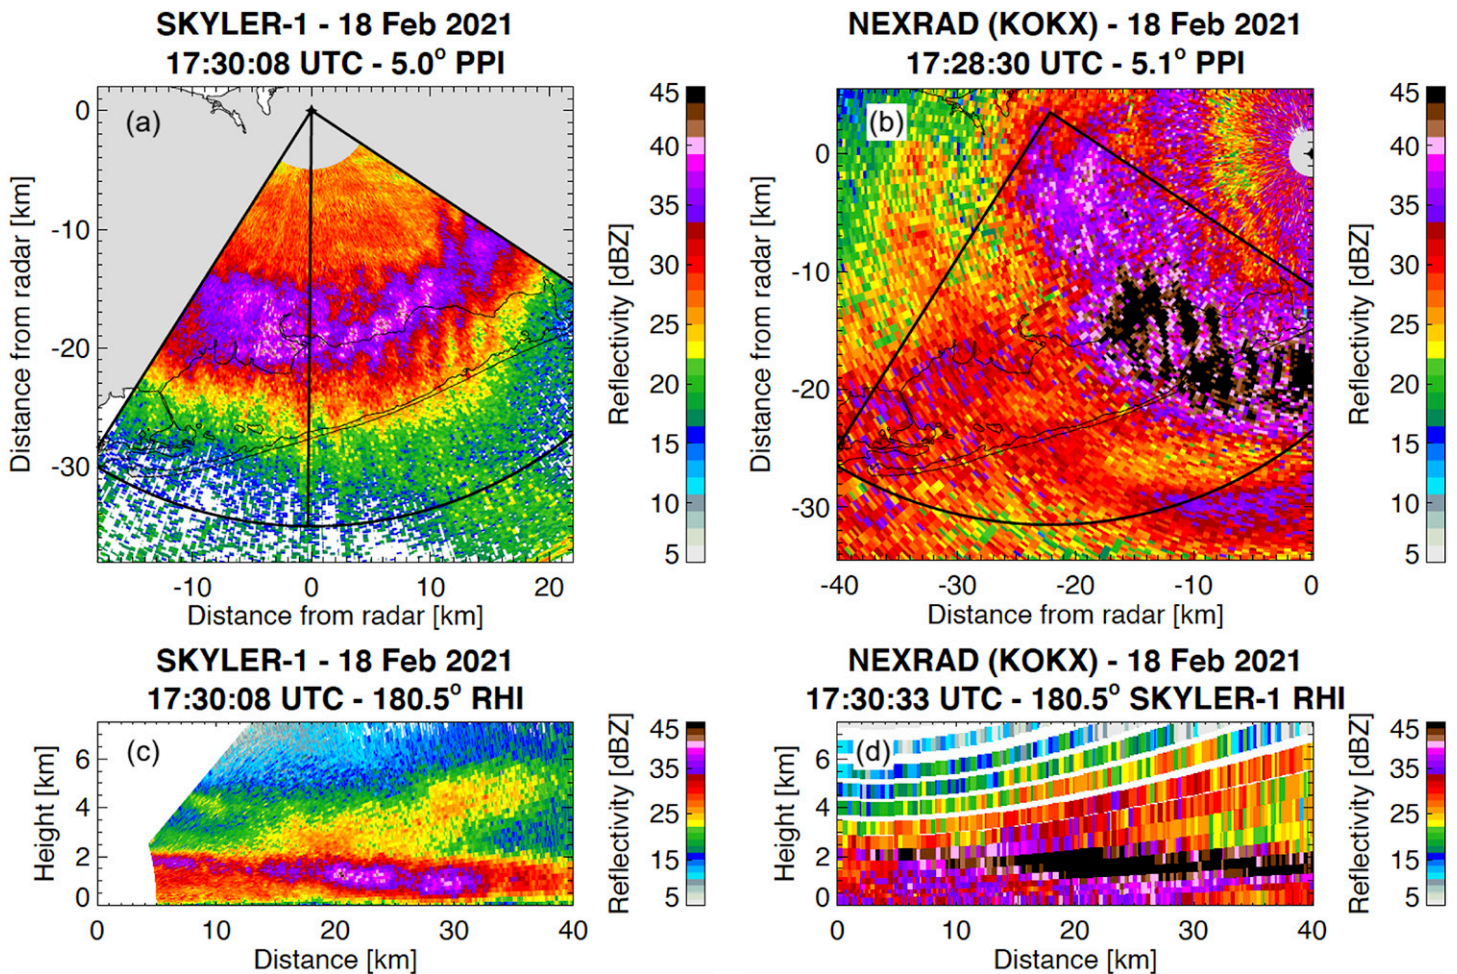 SKYLER-1 - 18 Feb 2021
17:30:08 UTC - 5.0° PPI
(a)
0
-10
-20
-30
Distance from radar [km]
-10 0 10 20
Distance from radar [km]
45
40
35
30
25
20
15
10
5
Reflectivity [dBZ]
NEXRAD (KOKX) - 18 Feb 2021
17:28:30 UTC - 5.1° PPI
(b)
0
-10
-20
-30
Distance from radar [km]
-40 -30 -20 -10 0
Distance from radar [km]
45
40
35
30
25
20
15
10
5
Reflectivity [dBZ]
SKYLER-1 - 18 Feb 2021
17:30:08 UTC - 180.5° RHI
(c)
6
4
2
0
Height [km]
0 10 20 30 40
Distance [km]
45
35
25
15
5
Reflectivity [dBZ]
NEXRAD (KOKX) - 18 Feb 2021
17:30:33 UTC - 180.5° SKYLER-1 RHI
(d)
6
4
2
0
Height [km]
0 10 20 30 40
Distance [km]
45
35
25
15
5
Reflectivity [dBZ]